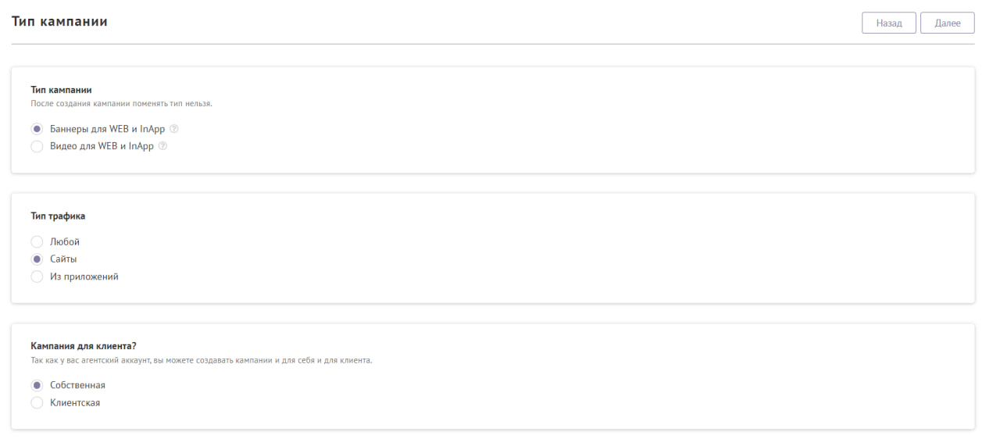 Тип кампании
Назад
Далее
Тип кампании
После создания кампании поменять тип нельзя.
Баннеры для WEB и InApp ?
Видео для WEB и InApp ?
Тип трафика
Любой
Сайты
Из приложений
Кампания для клиента?
Так как у вас агентский аккаунт, вы можете создавать кампании и для себя и для клиента.
Собственная
Клиентская